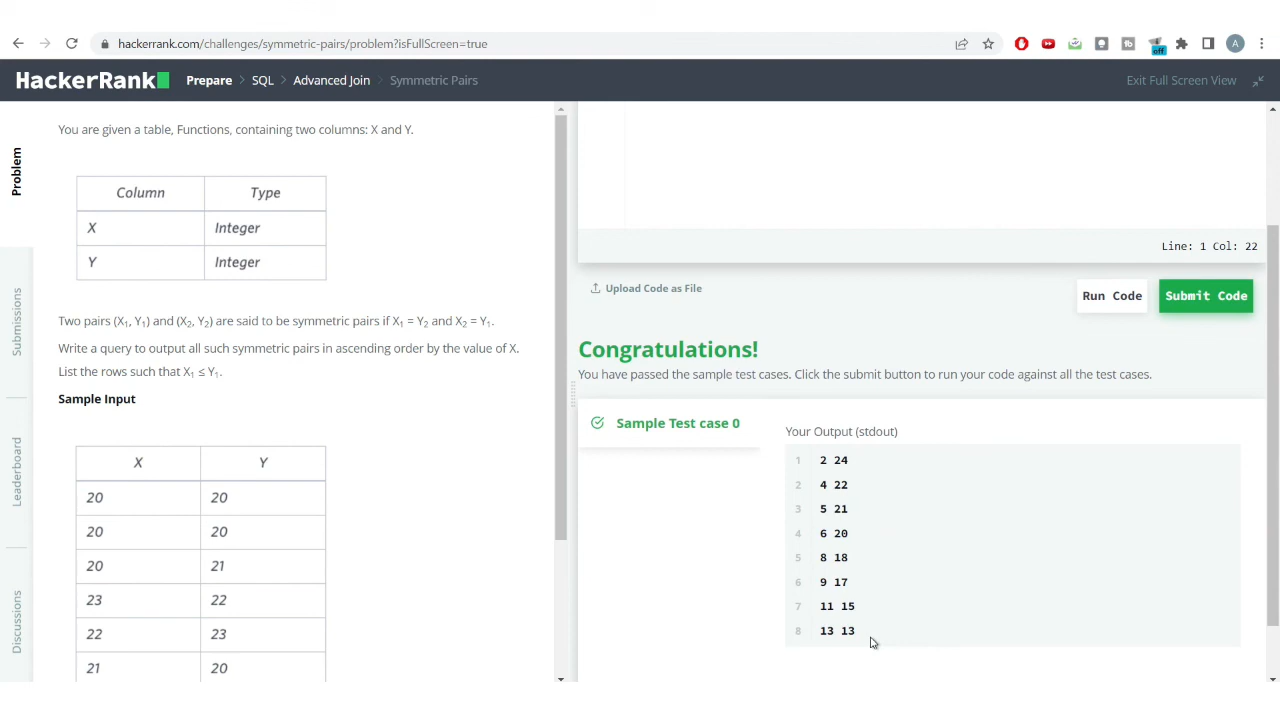 hackerrank.com/challenges/symmetric-pairs/problem?isFullScreen=true
off
A
HackerRank
Prepare > SQL > Advanced Join > Symmetric Pairs
Exit Full Screen View
Problem
Submissions
Leaderboard
Discussions
You are given a table, Functions, containing two columns: X and Y.
Column Type
X Integer
Y Integer
Two pairs (X1, Y1) and (X2, Y2) are said to be symmetric pairs if X1 = Y2 and X2 = Y1.
Write a query to output all such symmetric pairs in ascending order by the value of X.
List the rows such that X1 ≤ Y1.
Sample Input
X Y
20 20
20 20
20 21
23 22
22 23
21 20
Line: 1 Col: 22
Upload Code as File
Run Code
Submit Code
Congratulations!
You have passed the sample test cases. Click the submit button to run your code against all the test cases.
Sample Test case 0
Your Output (stdout)
1 2 24
2 4 22
3 5 21
4 6 20
5 8 18
6 9 17
7 11 15
8 13 13